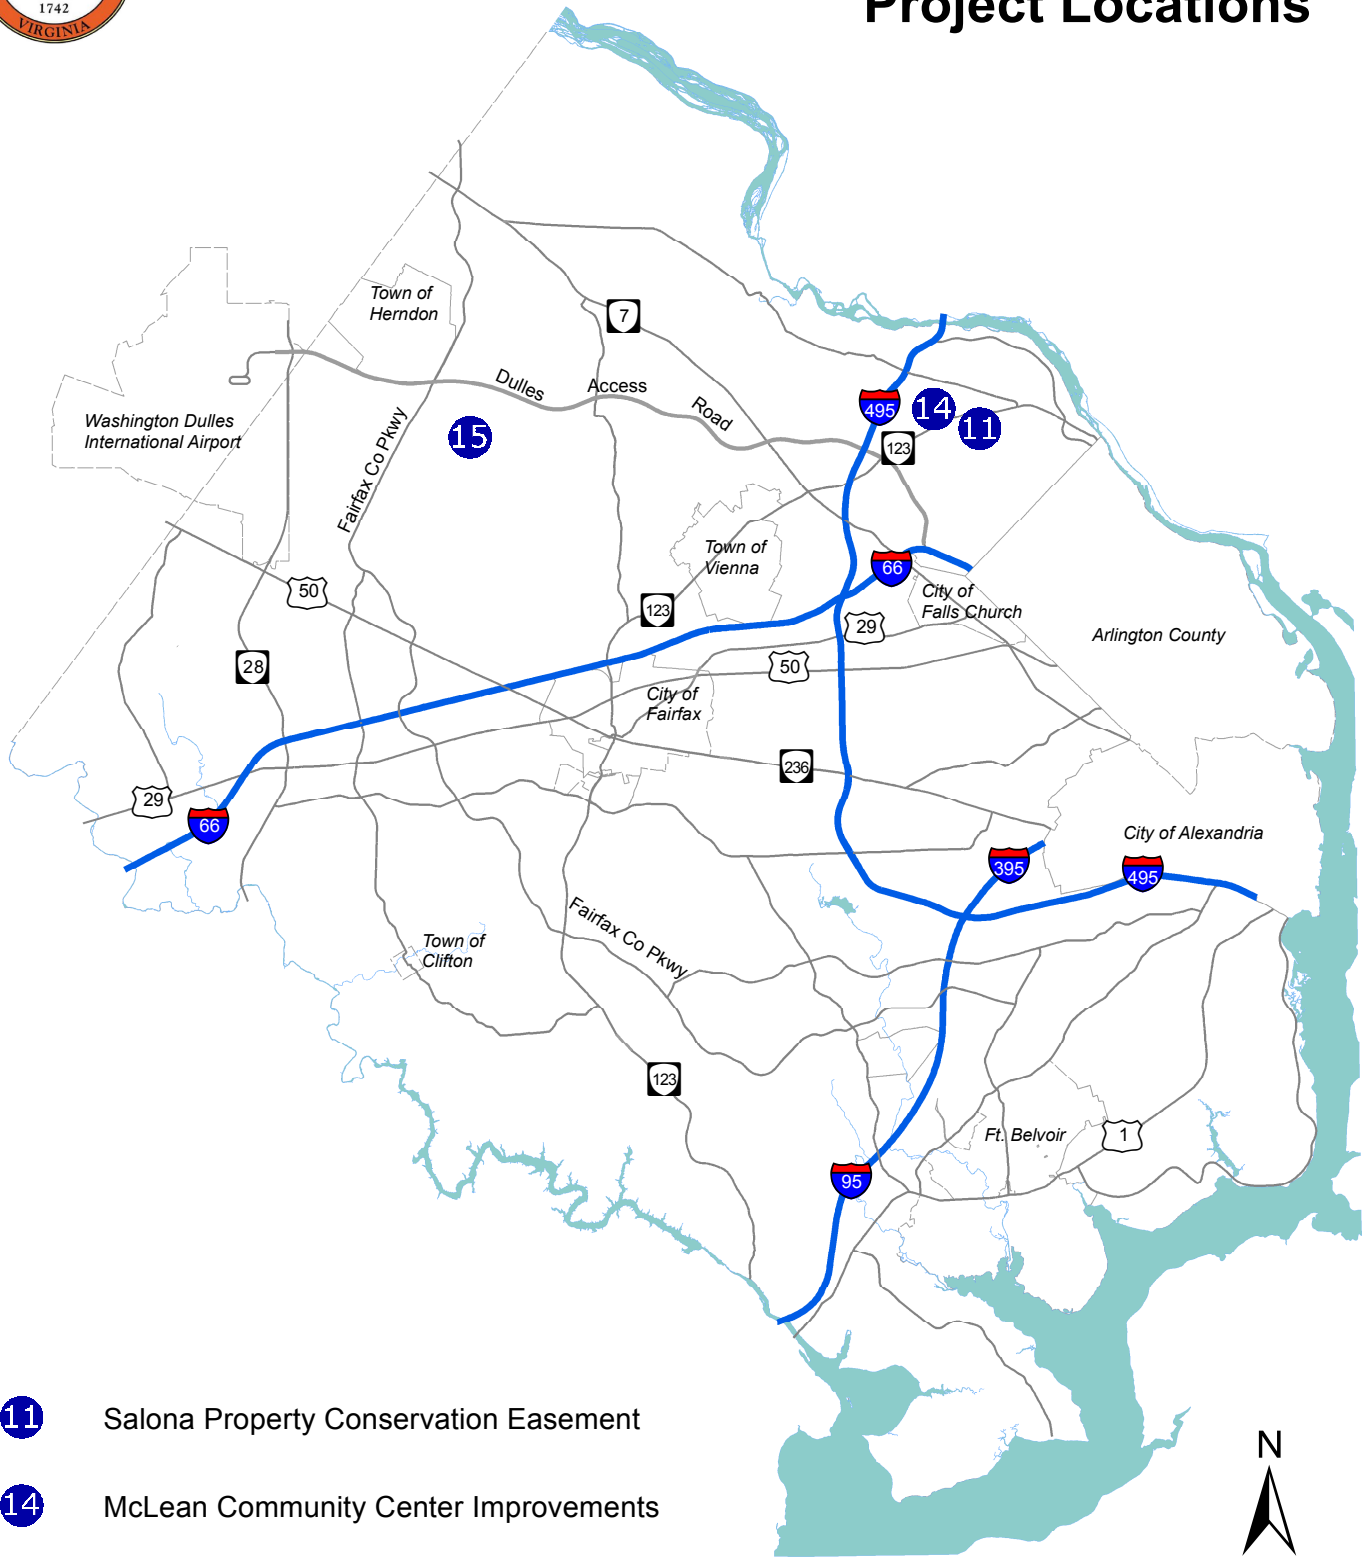 1742
VIRGINIA
Project Locations
Town of
Herndon
7
Dulles Access Road
Washington Dulles
International Airport
Fairfax Co Pkwy
15
495
14
11
123
Town of
Vienna
66
50
123
City of
Falls Church
29
Arlington County
28
50
City of
Fairfax
236
29
66
City of Alexandria
395
495
Fairfax Co Pkwy
Town of
Clifton
123
Ft. Belvoir
1
95
11 Salona Property Conservation Easement
N
14 McLean Community Center Improvements